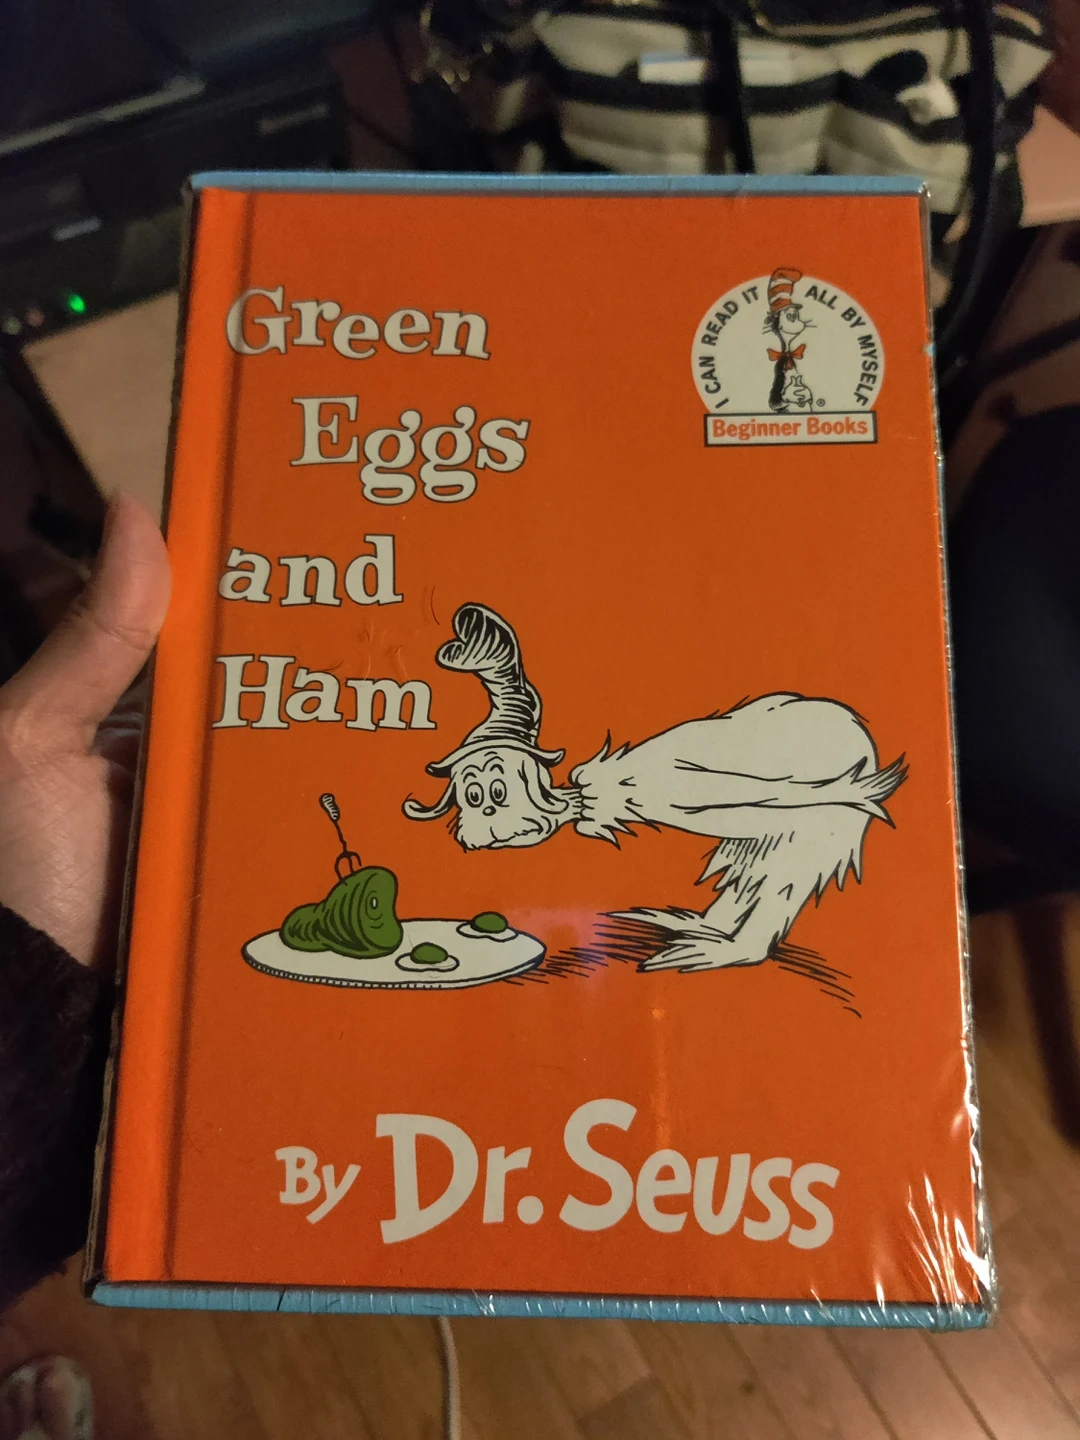 Green
Eggs
and
Ham
I CAN READ IT ALL BY MYSELF
®
Beginner Books
By Dr. Seuss